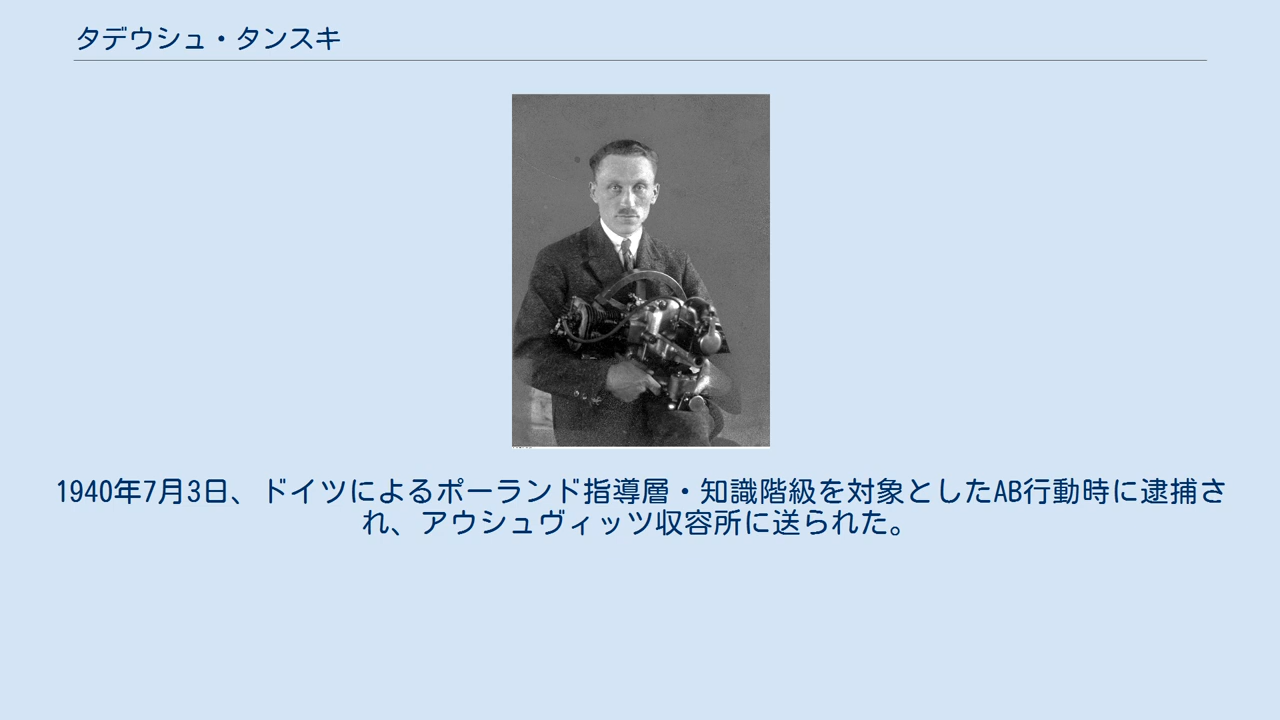 タデウシュ・タンスキ
1940年7月3日、ドイツによるポーランド指導層・知識階級を対象としたAB行動時に逮捕さ
れ、アウシュヴィッツ収容所に送られた。